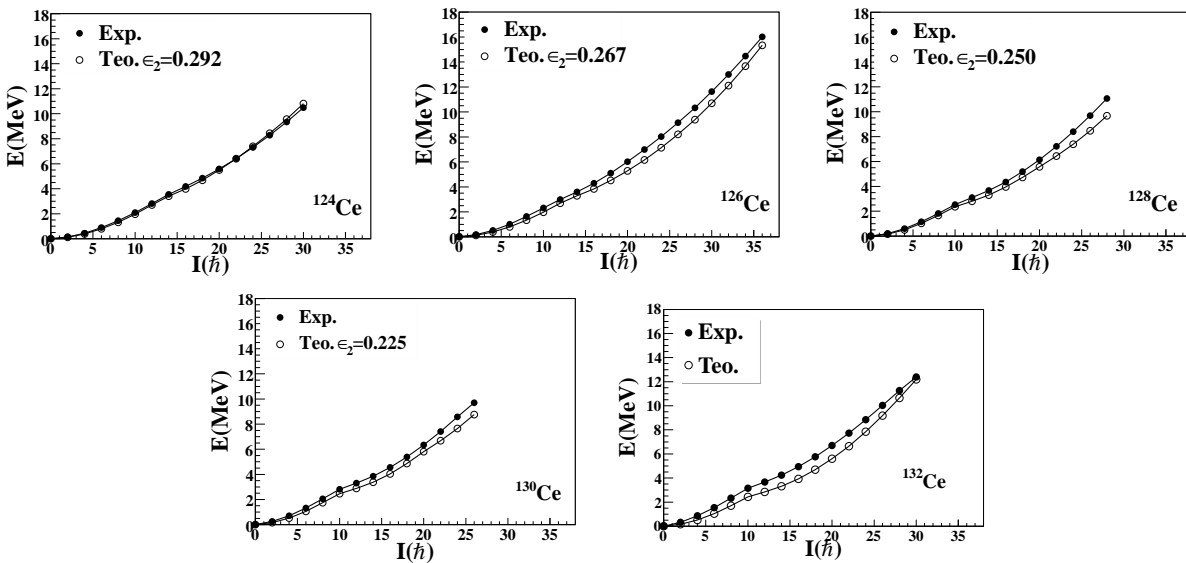 18
16
14
12
10
8
6
4
2
0
E(MeV)
Exp.
Teo. ϵ₂=0.292
¹²⁴Ce
0 5 10 15 20 25 30 35
I(ℏ)
18
16
14
12
10
8
6
4
2
0
E(MeV)
Exp.
Teo. ϵ₂=0.267
¹²⁶Ce
0 5 10 15 20 25 30 35
I(ℏ)
18
16
14
12
10
8
6
4
2
0
E(MeV)
Exp.
Teo. ϵ₂=0.250
¹²⁸Ce
0 5 10 15 20 25 30 35
I(ℏ)
18
16
14
12
10
8
6
4
2
0
E(MeV)
Exp.
Teo. ϵ₂=0.225
¹³⁰Ce
0 5 10 15 20 25 30 35
I(ℏ)
18
16
14
12
10
8
6
4
2
0
E(MeV)
Exp.
Teo.
¹³²Ce
0 5 10 15 20 25 30 35
I(ℏ)